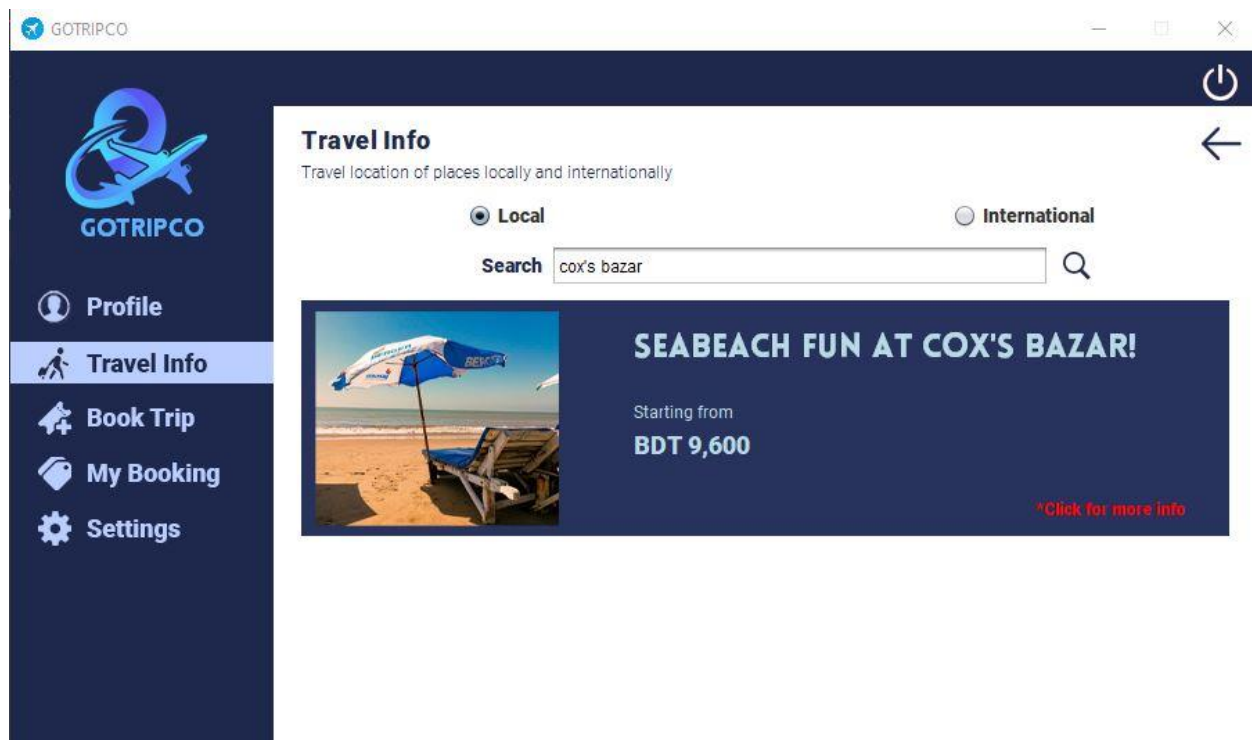 GOTRIPCO
GOTRIPCO
Profile
Travel Info
Book Trip
My Booking
Settings
Travel Info
Travel location of places locally and internationally
Local International
Search cox's bazar
SEABEACH FUN AT COX'S BAZAR!
Starting from
BDT 9,600
*Click for more info